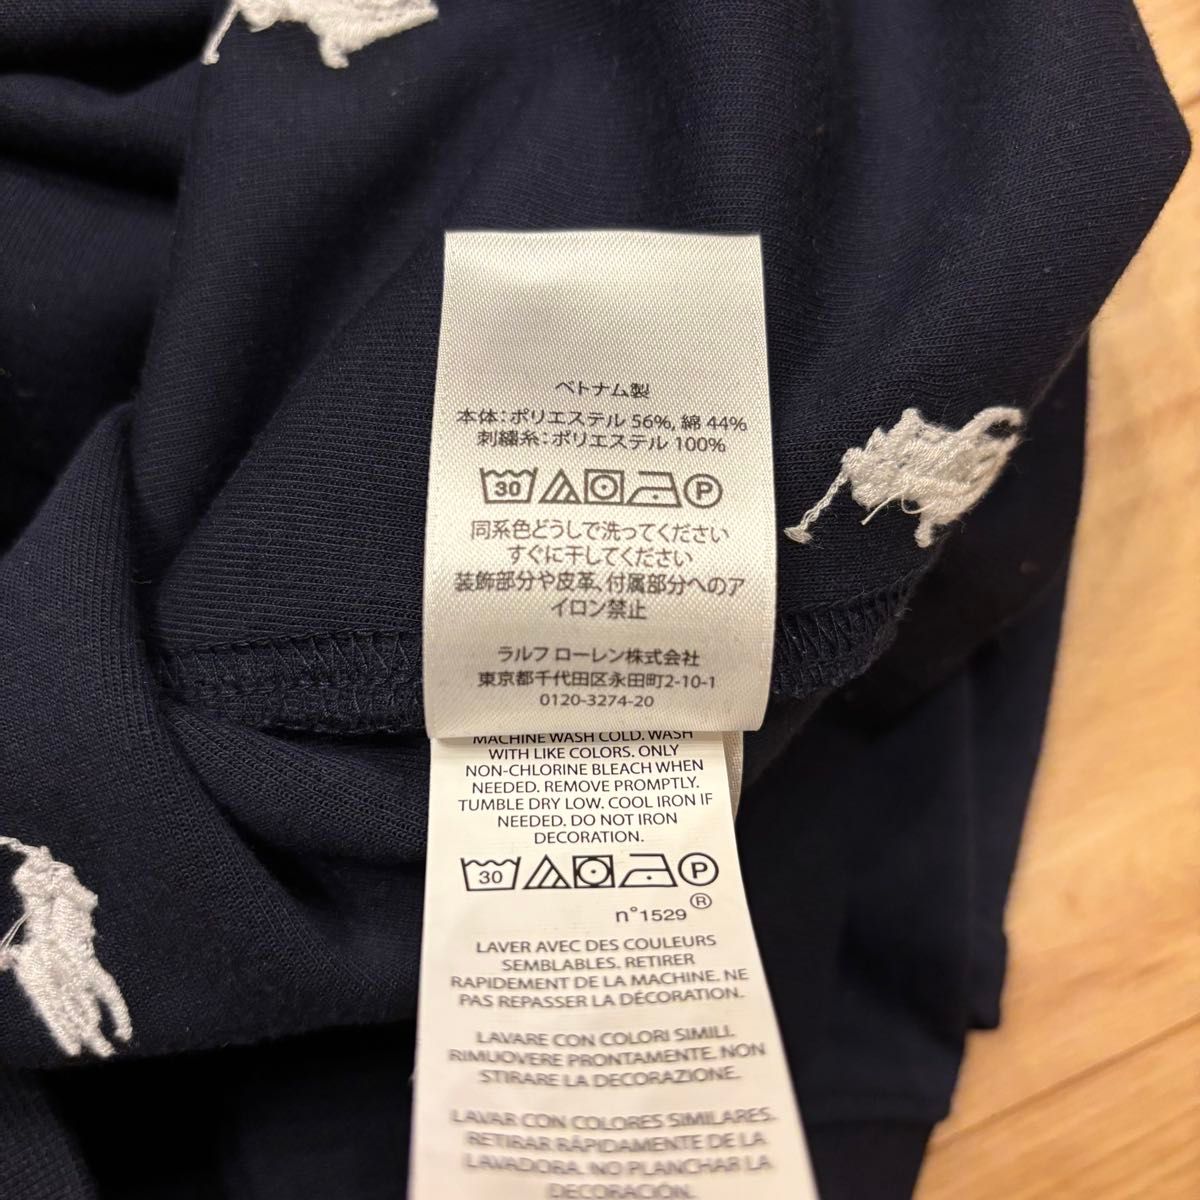 ベトナム製
本体:ポリエステル 56%, 綿 44%
刺繍糸:ポリエステル 100%
30 P
同系色どうしで洗ってください
すぐに干してください
装飾部分や皮革、付属部分へのア
イロン禁止
ラルフ ローレン株式会社
東京都千代田区永田町2-10-1
0120-3274-20
MACHINE WASH COLD. WASH
WITH LIKE COLORS. ONLY
NON-CHLORINE BLEACH WHEN
NEEDED. REMOVE PROMPTLY.
TUMBLE DRY LOW. COOL IRON IF
NEEDED. DO NOT IRON
DECORATION.
30 P
n°1529 ®
LAVER AVEC DES COULEURS
SEMBLABLES. RETIRER
RAPIDEMENT DE LA MACHINE. NE
PAS REPASSER LA DÉCORATION.
LAVARE CON COLORI SIMILI.
RIMUOVERE PRONTAMENTE. NON
STIRARE LA DECORAZIONE.
LAVAR CON COLORES SIMILARES.
RETIRAR RÁPIDAMENTE DE LA
LAVADORA. NO PLANCHAR LA
DECORACIÓN.